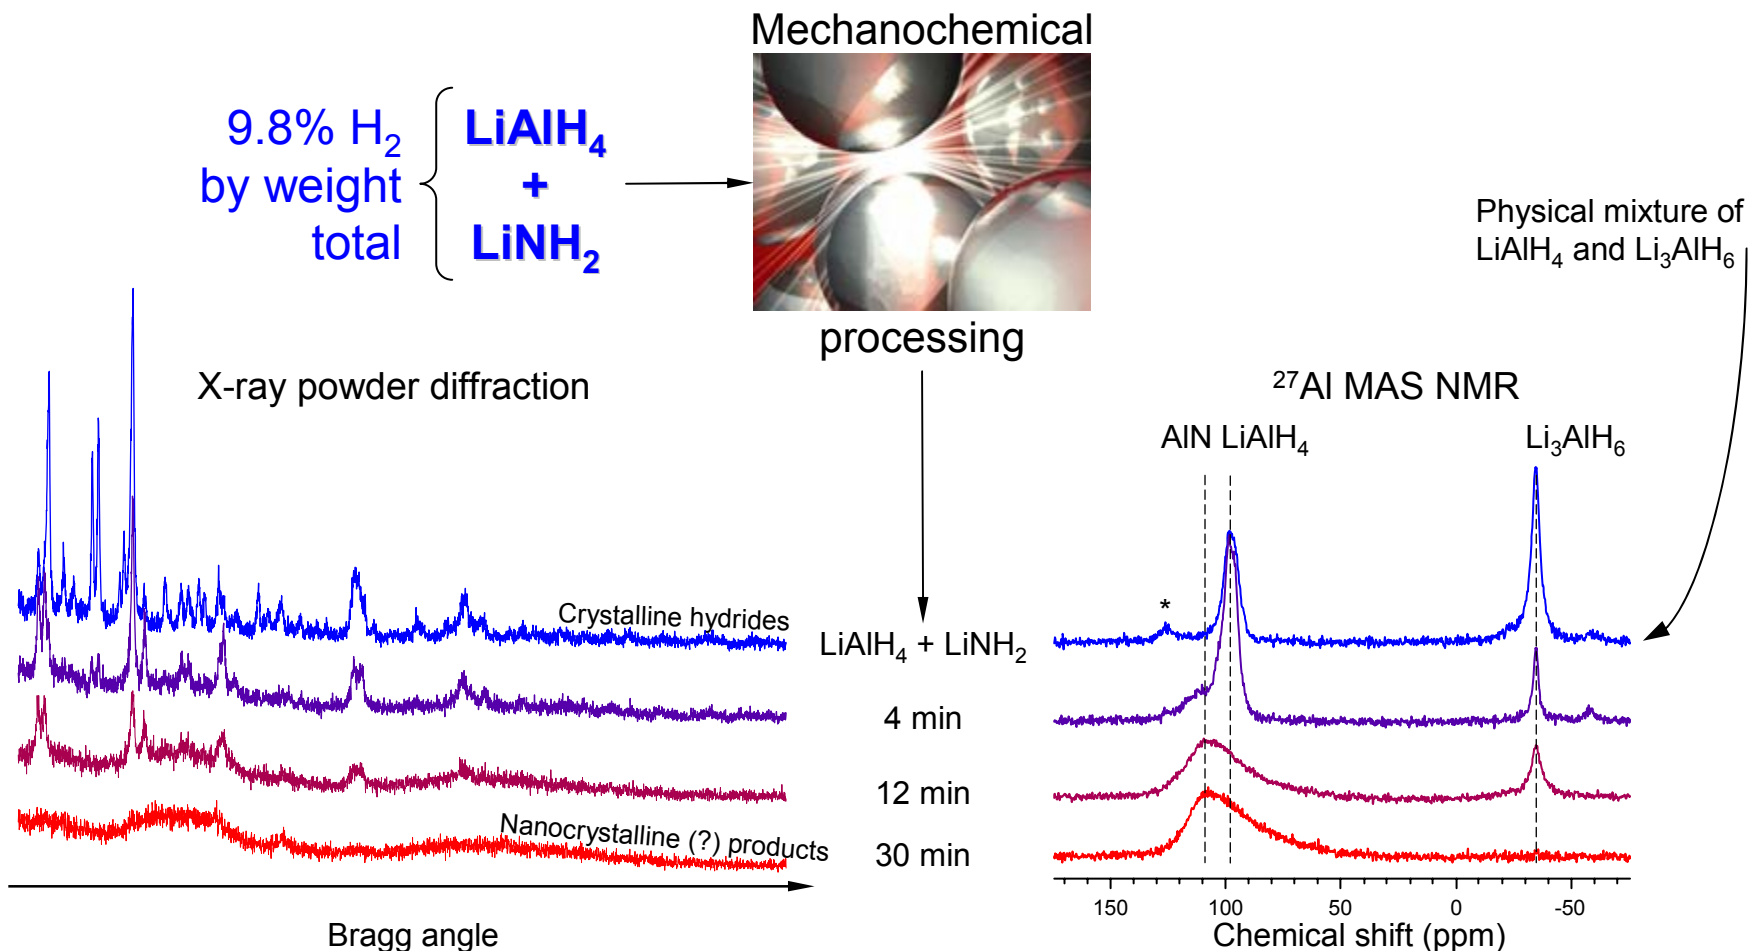 Mechanochemical
9.8% H₂
by weight
total
LiAlH₄
+
LiNH₂
processing
Physical mixture of
LiAlH₄ and Li₃AlH₆
X-ray powder diffraction
²⁷Al MAS NMR
AlN LiAlH₄
Li₃AlH₆
*
Crystalline hydrides
LiAlH₄ + LiNH₂
4 min
12 min
Nanocrystalline (?) products
30 min
150 100 50 0 -50
Bragg angle
Chemical shift (ppm)